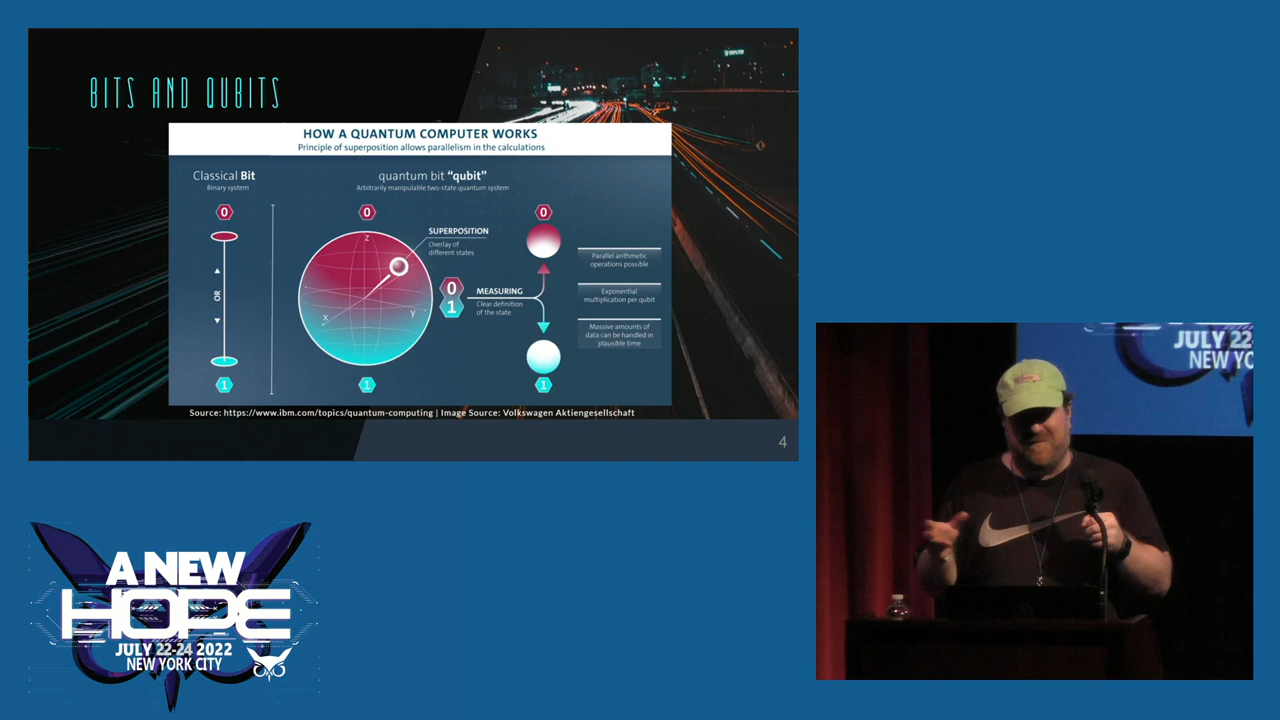 BITS AND QUBITS
HOW A QUANTUM COMPUTER WORKS
Principle of superposition allows parallelism in the calculations
Classical Bit
Binary system
0
OR
1
quantum bit “qubit”
Arbitrarily manipulable two-state quantum system
0
z
x
y
1
SUPERPOSITION
Overlay of
different states
0
1
MEASURING
Clear definition
of the state
0
1
Parallel arithmetic
operations possible
Exponential
multiplication per qubit
Massive amounts of
data can be handled in
plausible time
Source: https://www.ibm.com/topics/quantum-computing | Image Source: Volkswagen Aktiengesellschaft
4
JULY 22
NEW YO
A NEW
HOPE
JULY 22-24 2022
NEW YORK CITY